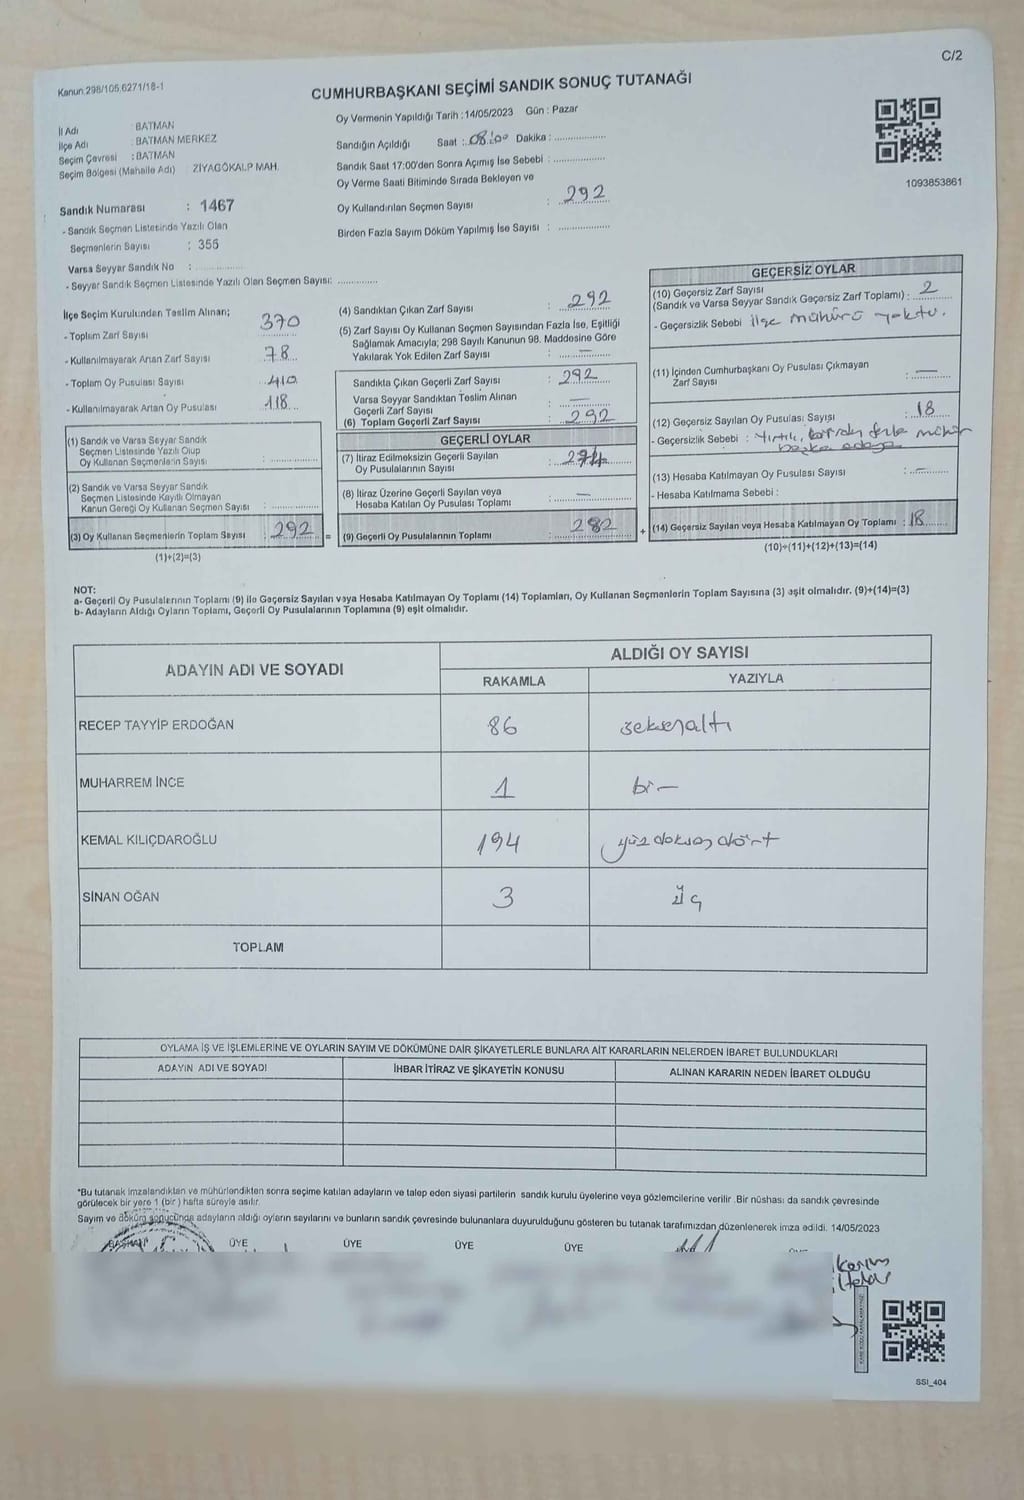 C/2
Kanun:298/105,6271/18-1
CUMHURBAŞKANI SEÇİMİ SANDIK SONUÇ TUTANAĞI
Oy Vermenin Yapıldığı Tarih :14/05/2023 Gün : Pazar
İl Adı : BATMAN
İlçe Adı : BATMAN MERKEZ
Seçim Çevresi : BATMAN
Seçim Bölgesi (Mahalle Adı) ZİYAGÖKALP MAH.
Sandığın Açıldığı Saat : 08:00 Dakika :
Sandık Saat 17:00'den Sonra Açımış İse Sebebi :
Oy Verme Saati Bitiminde Sırada Bekleyen ve
Oy Kullandırılan Seçmen Sayısı : 292
Birden Fazla Sayım Döküm Yapılmış İse Sayısı :
1093853861
Sandık Numarası : 1467
- Sandık Seçmen Listesinde Yazılı Olan
Seçmenlerin Sayısı : 355
Varsa Seyyar Sandık No :
- Seyyar Sandık Seçmen Listesinde Yazılı Olan Seçmen Sayısı:
İlçe Seçim Kurulundan Teslim Alınan;
- Toplam Zarf Sayısı 370
- Kullanılmayarak Artan Zarf Sayısı 78
- Toplam Oy Pusulası Sayısı 410
- Kullanılmayarak Artan Oy Pusulası 118
(1) Sandık ve Varsa Seyyar Sandık
Seçmen Listesinde Yazılı Olup
Oy Kullanan Seçmenlerin Sayısı :
(2) Sandık ve Varsa Seyyar Sandık
Seçmen Listesinde Kayıtlı Olmayan
Kanun Gereği Oy Kullanan Seçmen Sayısı :
(3) Oy Kullanan Seçmenlerin Toplam Sayısı : 292 =
(1)+(2)=(3)
(4) Sandıktan Çıkan Zarf Sayısı : 292
(5) Zarf Sayısı Oy Kullanan Seçmen Sayısından Fazla İse, Eşitliği
Sağlamak Amacıyla; 298 Sayılı Kanunun 98. Maddesine Göre
Yakılarak Yok Edilen Zarf Sayısı : —
Sandıkta Çıkan Geçerli Zarf Sayısı : 292
Varsa Seyyar Sandıktan Teslim Alınan
Geçerli Zarf Sayısı : —
(6) Toplam Geçerli Zarf Sayısı : 292
GEÇERLİ OYLAR
(7) İtiraz Edilmeksizin Geçerli Sayılan
Oy Pusulalarının Sayısı :
(8) İtiraz Üzerine Geçerli Sayılan veya
Hesaba Katılan Oy Pusulası Toplamı : —
(9) Geçerli Oy Pusulalarının Toplamı : 282 +
GEÇERSİZ OYLAR
(10) Geçersiz Zarf Sayısı
(Sandık ve Varsa Seyyar Sandık Geçersiz Zarf Toplamı) : 2
- Geçersizlik Sebebi : ilçe mühürü yoktu.
(11) İçinden Cumhurbaşkanı Oy Pusulası Çıkmayan
Zarf Sayısı : —
(12) Geçersiz Sayılan Oy Pusulası Sayısı : 18
- Geçersizlik Sebebi : Yırtık, mühür
başka adaya
(13) Hesaba Katılmayan Oy Pusulası Sayısı : —
- Hesaba Katılmama Sebebi :
(14) Geçersiz Sayılan veya Hesaba Katılmayan Oy Toplamı : 18
(10)+(11)+(12)+(13)=(14)
NOT:
a- Geçerli Oy Pusulalarının Toplamı (9) ile Geçersiz Sayılan veya Hesaba Katılmayan Oy Toplamı (14) Toplamları, Oy Kullanan Seçmenlerin Toplam Sayısına (3) eşit olmalıdır. (9)+(14)=(3)
b- Adayların Aldığı Oyların Toplamı, Geçerli Oy Pusulalarının Toplamına (9) eşit olmalıdır.
ADAYIN ADI VE SOYADI
ALDIĞI OY SAYISI
RAKAMLA YAZIYLA
RECEP TAYYİP ERDOĞAN 86 seksenaltı
MUHARREM İNCE 1 bir
KEMAL KILIÇDAROĞLU 194 yüzdoksandört
SİNAN OĞAN 3 üç
TOPLAM
OYLAMA İŞ VE İŞLEMLERİNE VE OYLARIN SAYIM VE DÖKÜMÜNE DAİR ŞİKAYETLERLE BUNLARA AİT KARARLARIN NELERDEN İBARET BULUNDUKLARI
ADAYIN ADI VE SOYADI İHBAR İTİRAZ VE ŞİKAYETİN KONUSU ALINAN KARARIN NEDEN İBARET OLDUĞU
*Bu tutanak imzalandıktan ve mühürlendikten sonra seçime katılan adayların ve talep eden siyasi partilerin sandık kurulu üyelerine veya gözlemcilerine verilir .Bir nüshası da sandık çevresinde
görülecek bir yere 1 (bir ) hafta süreyle asılır.
Sayım ve döküm sonucunda adayların aldığı oyların sayılarını ve bunların sandık çevresinde bulunanlara duyurulduğunu gösteren bu tutanak tarafımızdan düzenlenerek imza edildi. 14/05/2023
BAŞKAN ÜYE ÜYE ÜYE ÜYE
SSI_404